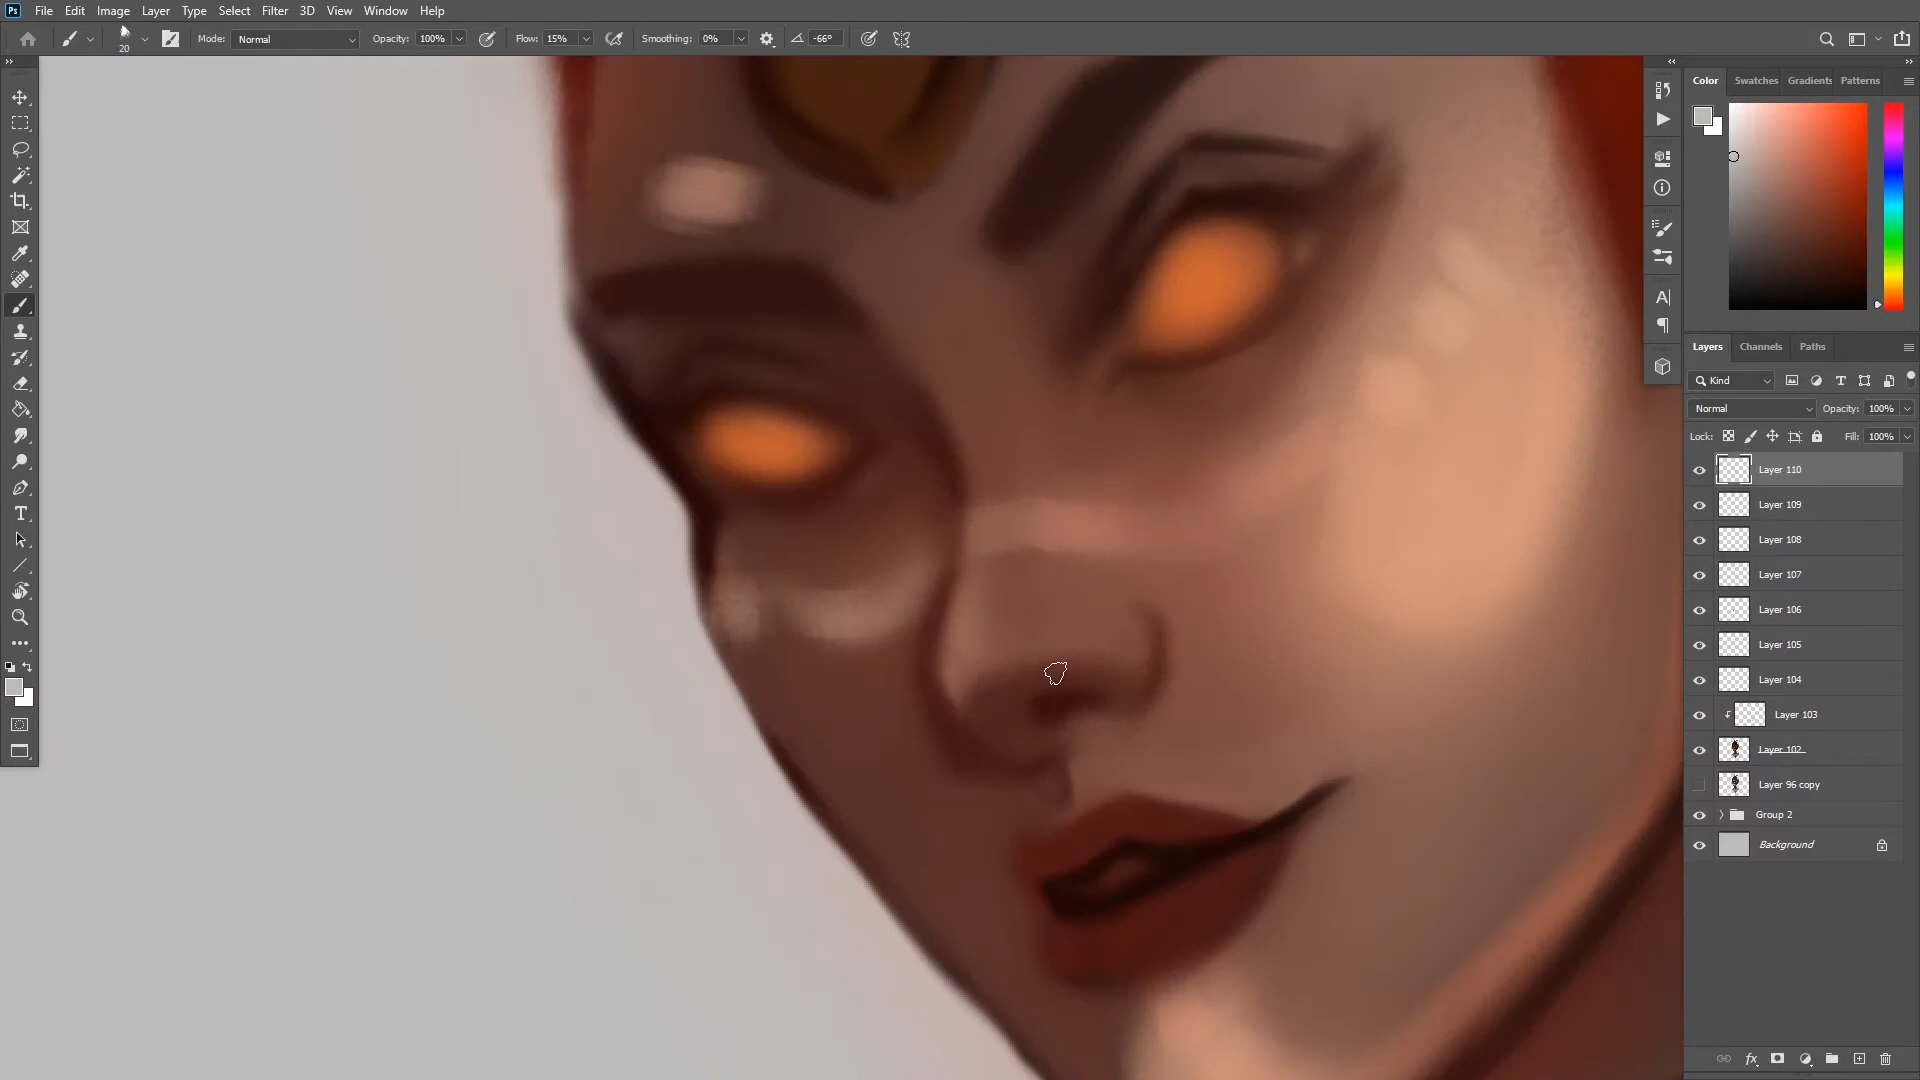 Ps File Edit Image Layer Type Select Filter 3D View Window Help
20 Mode: Normal Opacity: 100% Flow: 15% Smoothing: 0% -66°
Color Swatches Gradients Patterns
Layers Channels Paths
Kind
Normal Opacity: 100%
Lock: Fill: 100%
Layer 110
Layer 109
Layer 108
Layer 107
Layer 106
Layer 105
Layer 104
Layer 103
Layer 102
Layer 96 copy
Group 2
Background